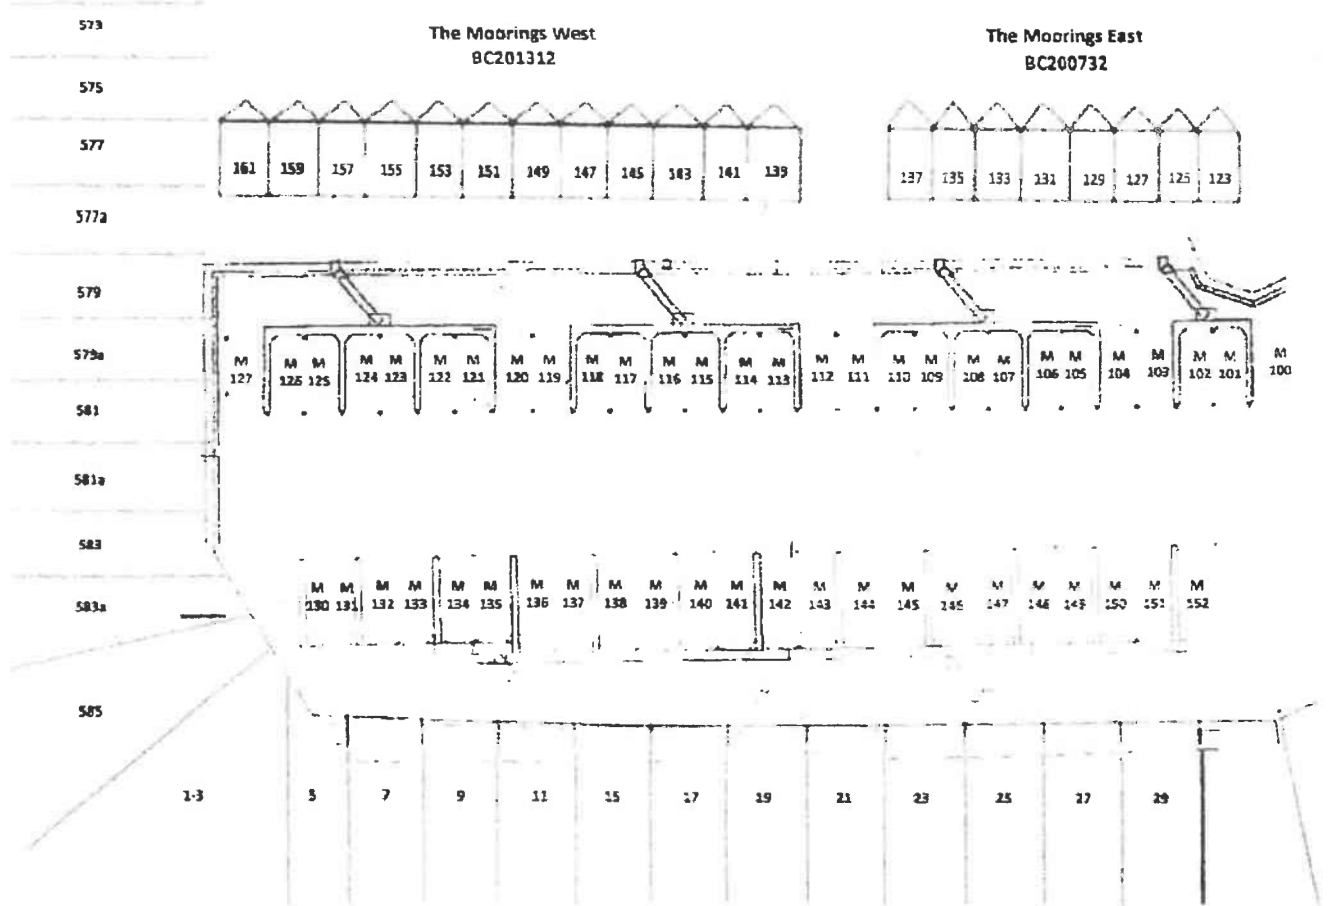 573
The Moorings West
BC201312
The Moorings East
BC200732
575
577
161 159 157 155 153 151 149 147 145 143 141 139
137 135 133 131 129 127 125 123
577a
579
579a
M M M M M M M M M M M M M M M M M M M M M M M M M M M M
127 126 125 124 123 122 121 120 119 118 117 116 115 114 113 112 111 110 109 108 107 106 105 104 103 102 101 100
581
581a
583
583a
M M M M M M M M M M M M M M M M M M M M M M M
130 131 132 133 134 135 136 137 138 139 140 141 142 143 144 145 146 147 148 149 150 151 152
585
1-3 5 7 9 11 15 17 19 21 23 25 27 29